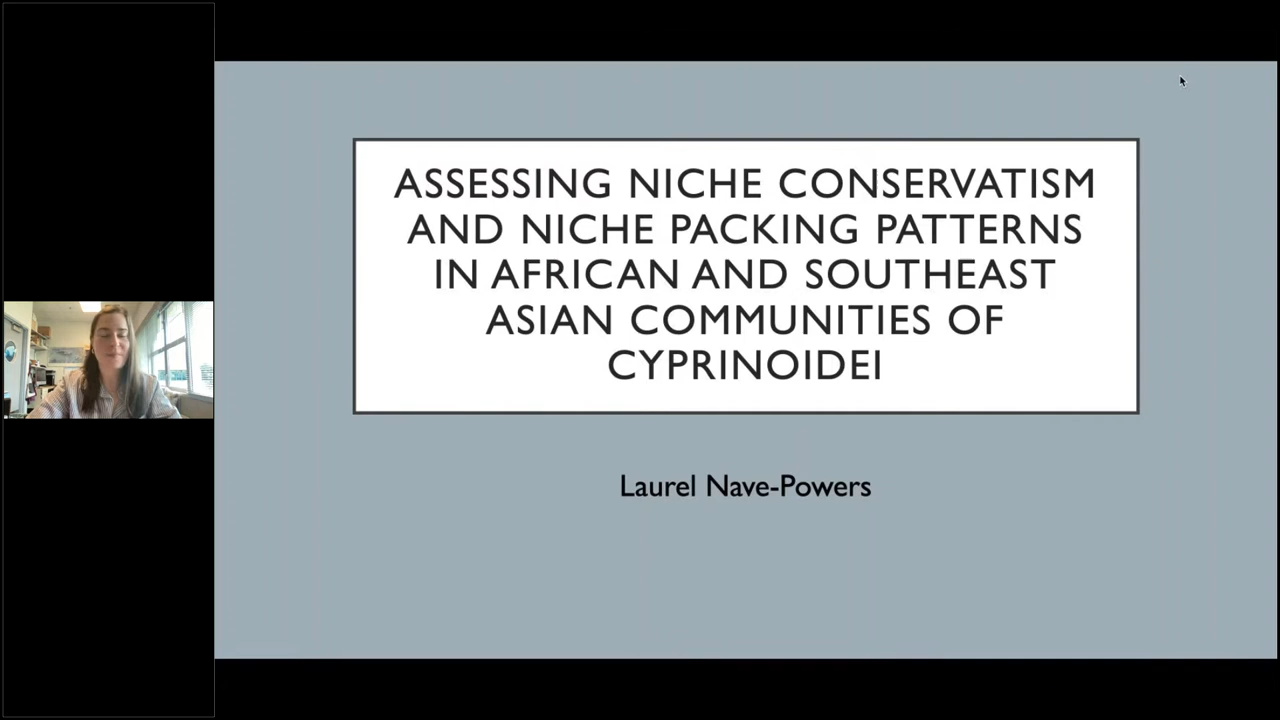 ASSESSING NICHE CONSERVATISM
AND NICHE PACKING PATTERNS
IN AFRICAN AND SOUTHEAST
ASIAN COMMUNITIES OF
CYPRINOIDEI
Laurel Nave-Powers